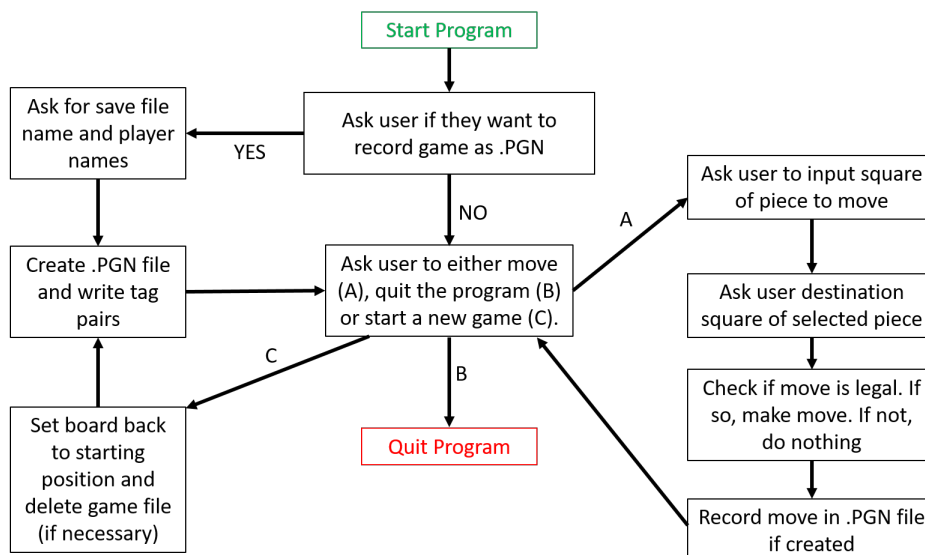 Start Program
Ask for save file
name and player
names
YES
Ask user if they want to
record game as .PGN
NO
Ask user to input square
of piece to move
A
Create .PGN file
and write tag
pairs
Ask user to either move
(A), quit the program (B)
or start a new game (C).
Ask user destination
square of selected piece
C
B
Check if move is legal. If
so, make move. If not,
do nothing
Set board back
to starting
position and
delete game file
(if necessary)
Quit Program
Record move in .PGN file
if created